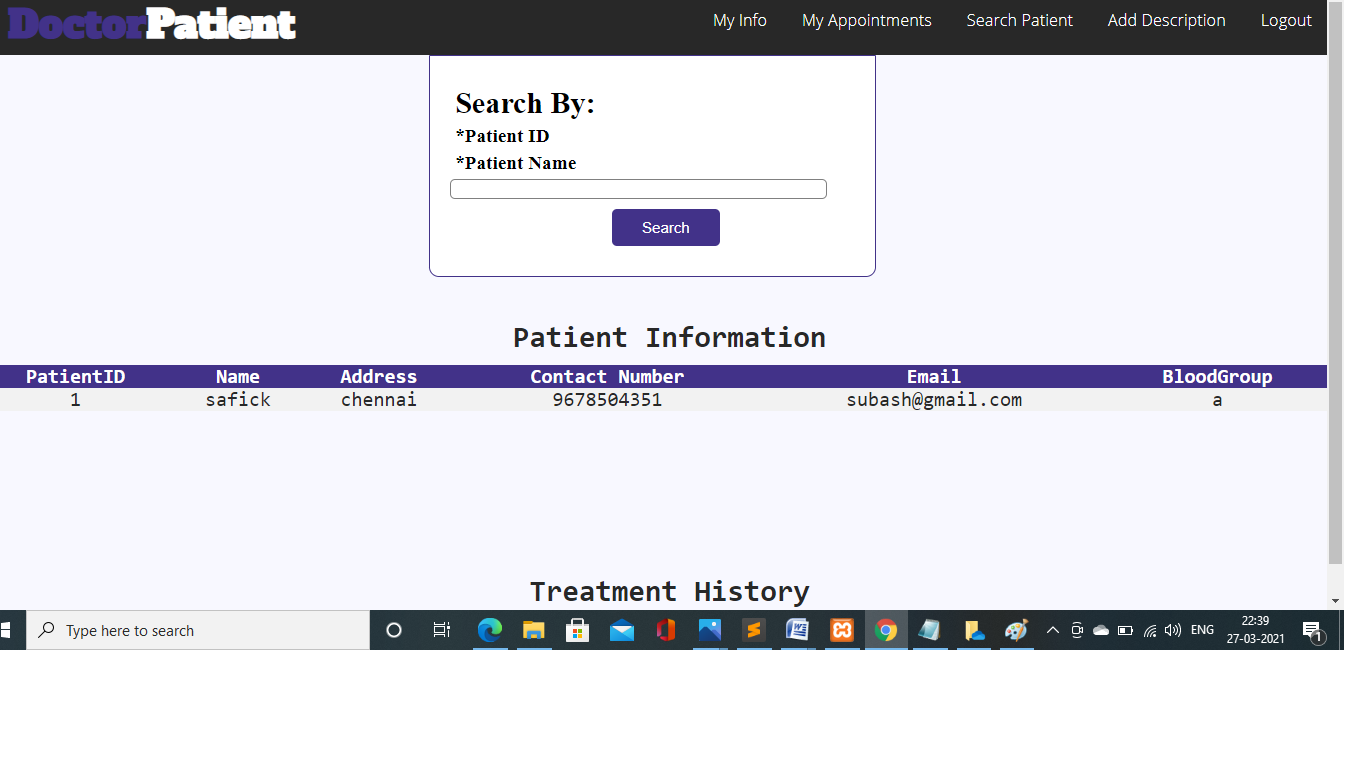 DoctorPatient My Info My Appointments Search Patient Add Description Logout
Search By:
*Patient ID
*Patient Name
Search
Patient Information
PatientID Name Address Contact Number Email BloodGroup
1 safick chennai 9678504351 subash@gmail.com a
Treatment History
Type here to search ENG 22:39
27-03-2021 1